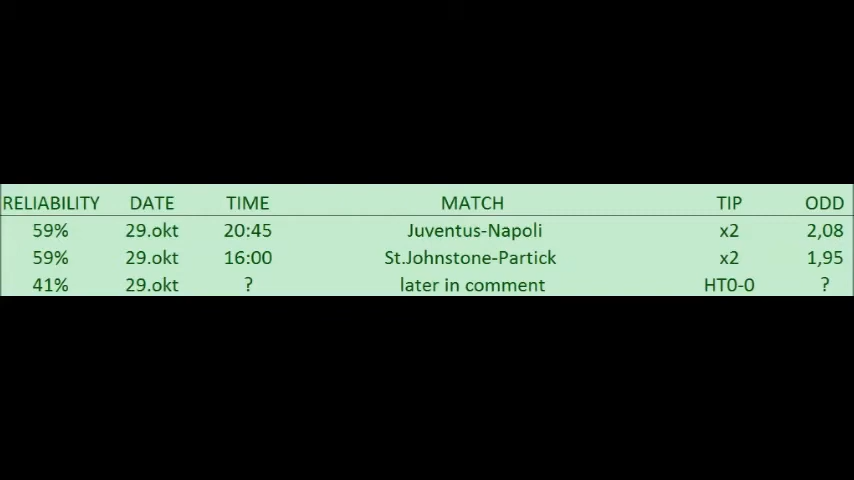 RELIABILITY DATE TIME MATCH TIP ODD
59% 29.okt 20:45 Juventus-Napoli x2 2,08
59% 29.okt 16:00 St.Johnstone-Partick x2 1,95
41% 29.okt ? later in comment HT0-0 ?